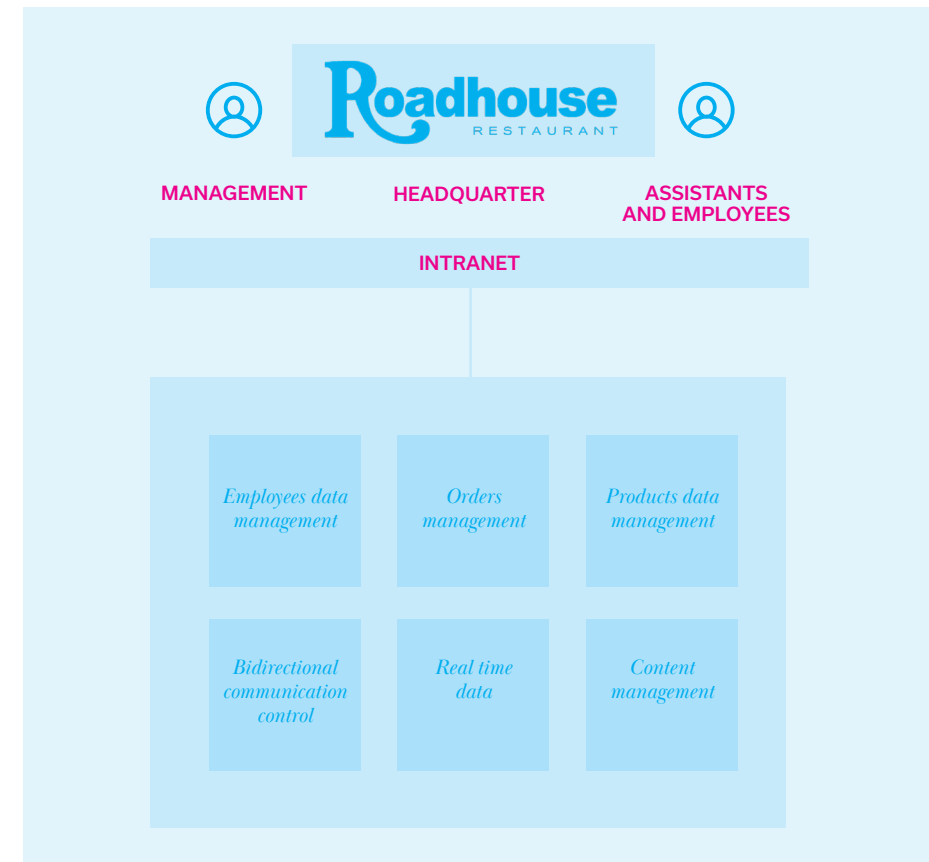 Roadhouse
RESTAURANT
MANAGEMENT
HEADQUARTER
ASSISTANTS
AND EMPLOYEES
INTRANET
Employees data
management
Orders
management
Products data
management
Bidirectional
communication
control
Real time
data
Content
management